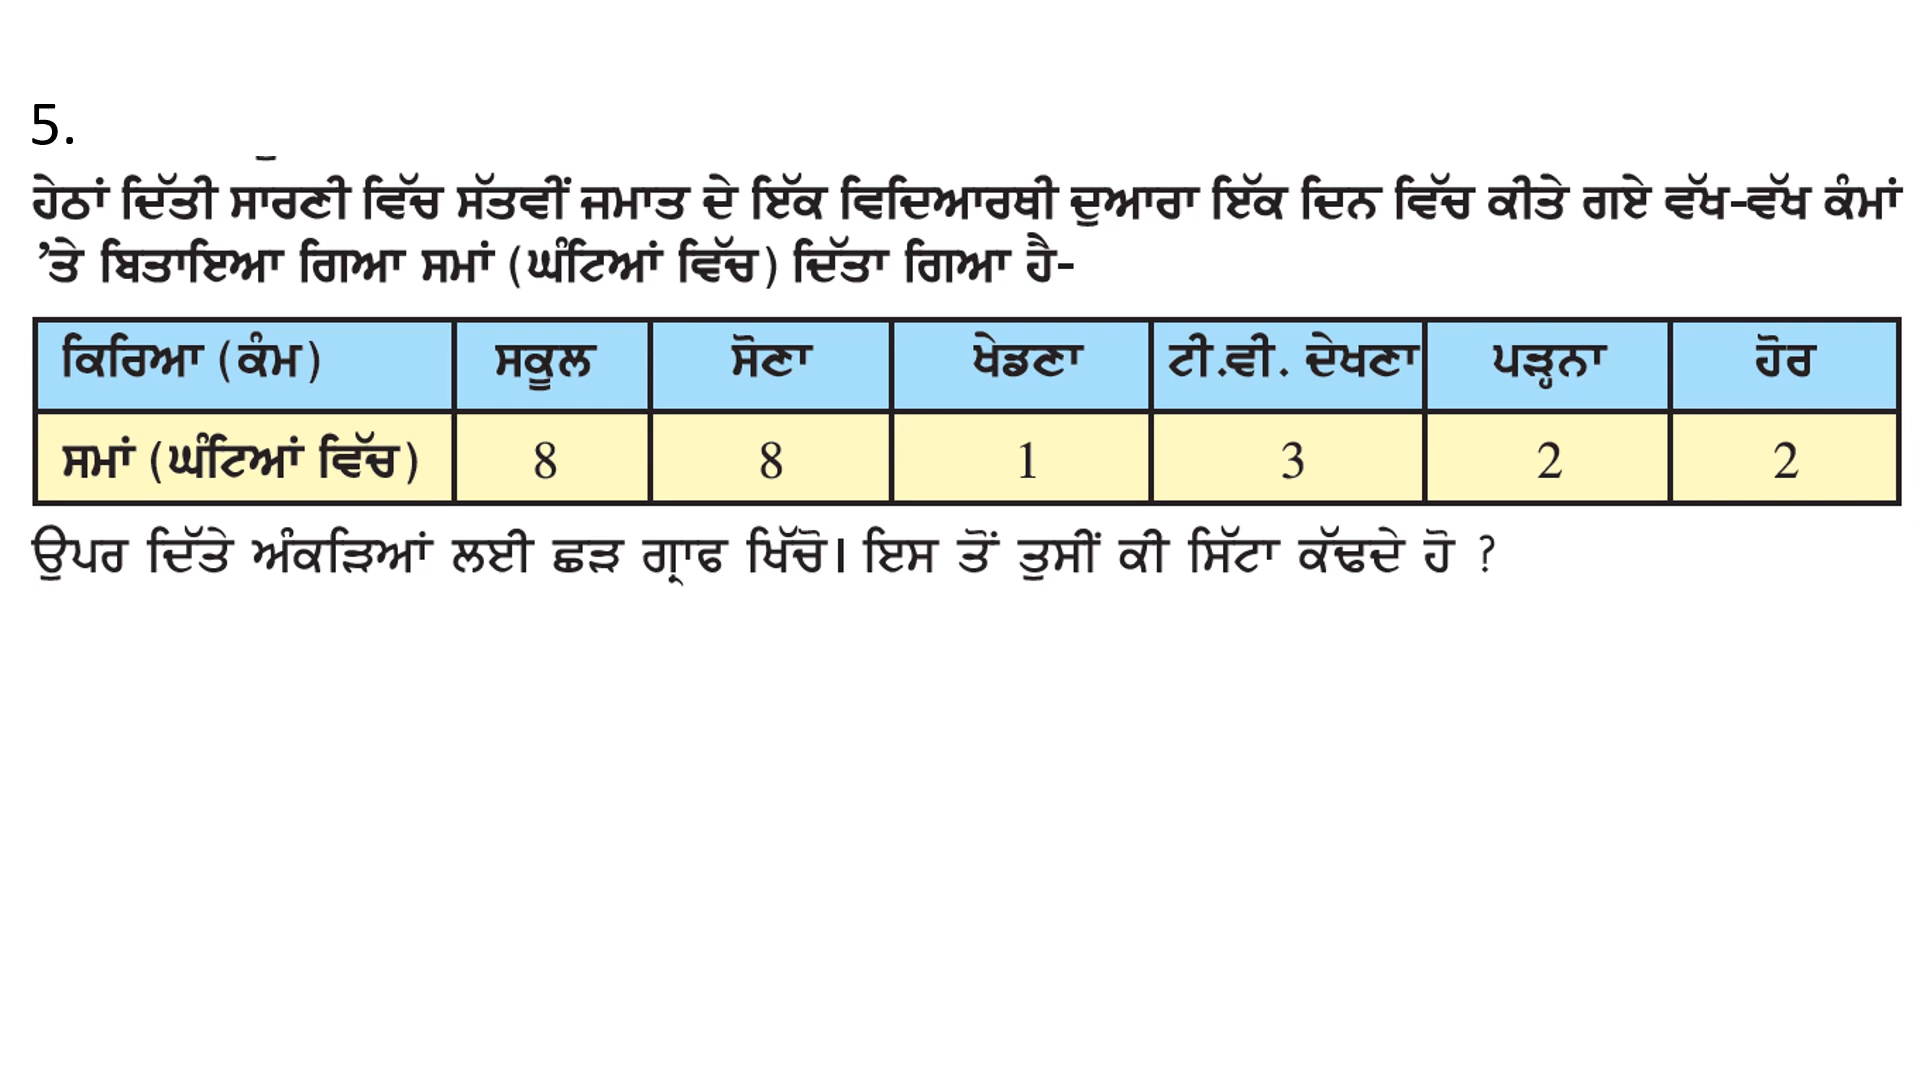 5.
ਹੇਠਾਂ ਦਿੱਤੀ ਸਾਰਣੀ ਵਿੱਚ ਸੱਤਵੀਂ ਜਮਾਤ ਦੇ ਇੱਕ ਵਿਦਿਆਰਥੀ ਦੁਆਰਾ ਇੱਕ ਦਿਨ ਵਿੱਚ ਕੀਤੇ ਗਏ ਵੱਖ-ਵੱਖ ਕੰਮਾਂ
’ਤੇ ਬਿਤਾਇਆ ਗਿਆ ਸਮਾਂ (ਘੰਟਿਆਂ ਵਿੱਚ) ਦਿੱਤਾ ਗਿਆ ਹੈ-
ਕਿਰਿਆ (ਕੰਮ) ਸਕੂਲ ਸੋਣਾ ਖੇਡਣਾ ਟੀ.ਵੀ. ਦੇਖਣਾ ਪੜ੍ਹਨਾ ਹੋਰ
ਸਮਾਂ (ਘੰਟਿਆਂ ਵਿੱਚ) 8 8 1 3 2 2
ਉਪਰ ਦਿੱਤੇ ਅੰਕੜਿਆਂ ਲਈ ਛੜ ਗ੍ਰਾਫ ਖਿੱਚੋ। ਇਸ ਤੋਂ ਤੁਸੀਂ ਕੀ ਸਿੱਟਾ ਕੱਢਦੇ ਹੋ ?